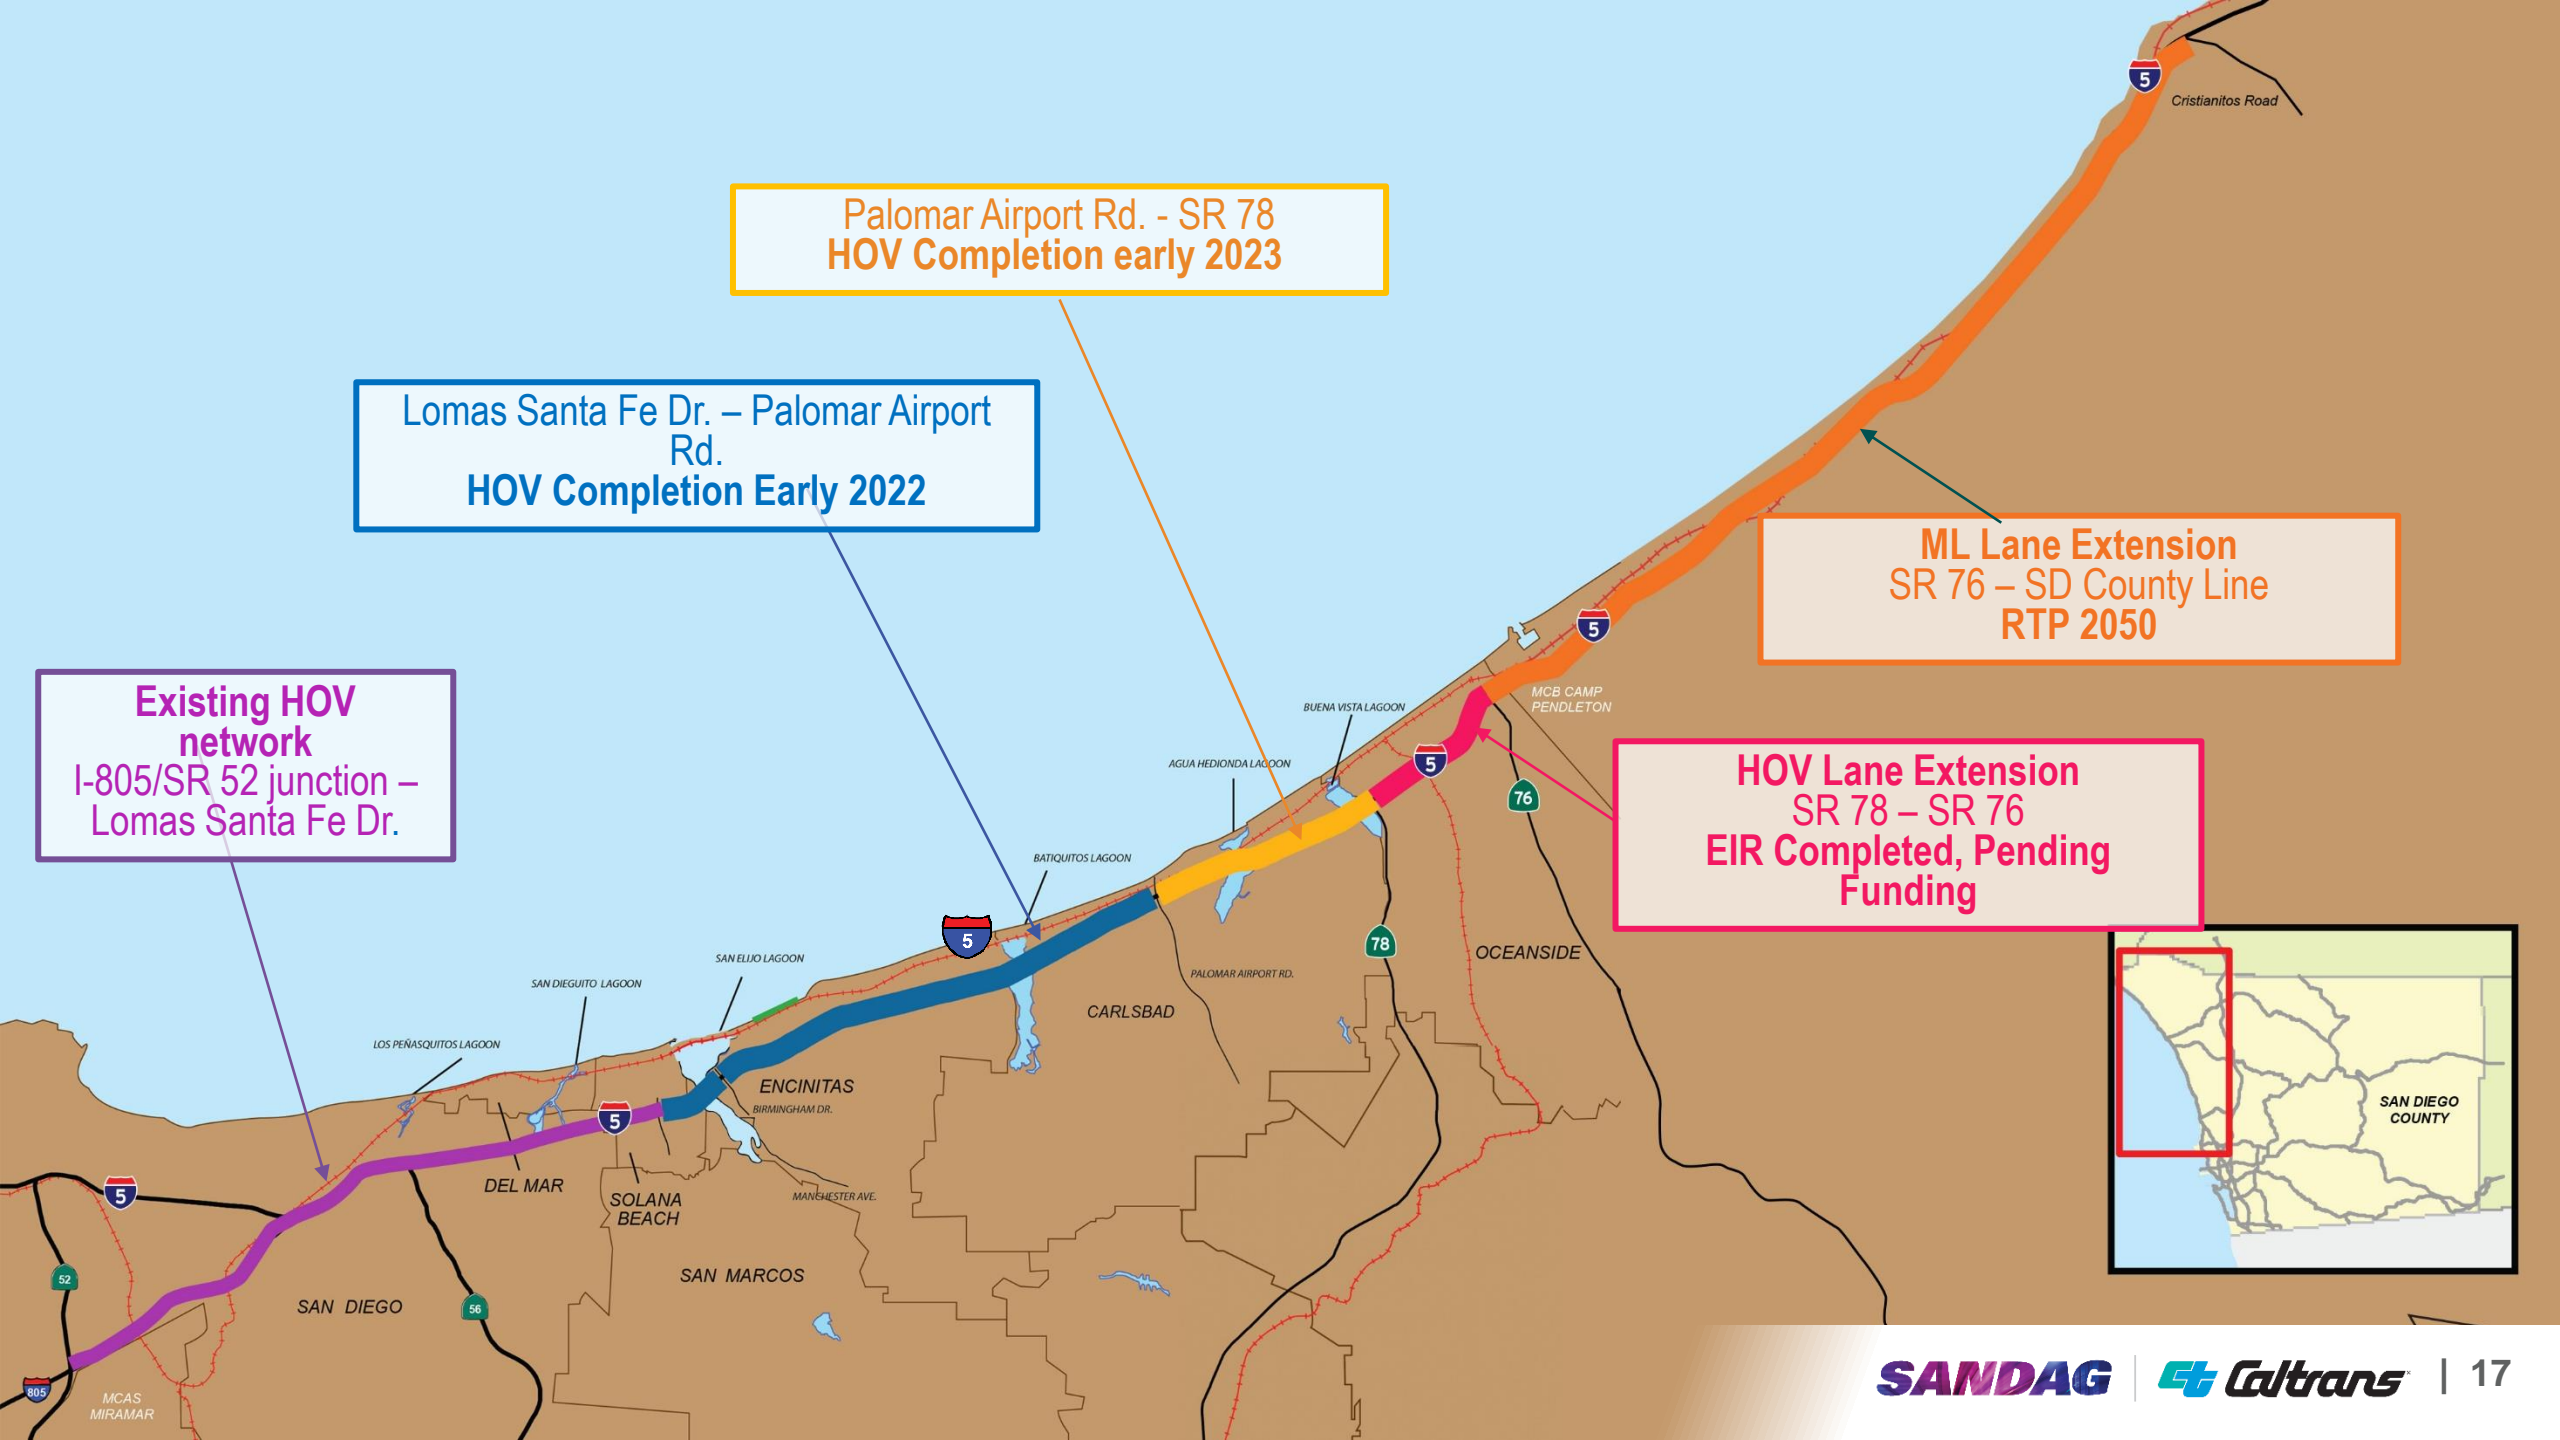 5
Cristianitos Road
Palomar Airport Rd. - SR 78
HOV Completion early 2023
Lomas Santa Fe Dr. – Palomar Airport
Rd.
HOV Completion Early 2022
ML Lane Extension
SR 76 – SD County Line
RTP 2050
5
Existing HOV
network
I-805/SR 52 junction –
Lomas Santa Fe Dr.
MCB CAMP
PENDLETON
BUENA VISTA LAGOON
AGUA HEDIONDA LAGOON
5
76
HOV Lane Extension
SR 78 – SR 76
EIR Completed, Pending
Funding
BATIQUITOS LAGOON
5
78
OCEANSIDE
SAN ELIJO LAGOON
PALOMAR AIRPORT RD.
SAN DIEGUITO LAGOON
CARLSBAD
LOS PEÑASQUITOS LAGOON
ENCINITAS
BIRMINGHAM DR.
5
SAN DIEGO
COUNTY
5
DEL MAR
SOLANA
BEACH
MANCHESTER AVE.
52
SAN MARCOS
SAN DIEGO
56
805
MCAS
MIRAMAR
SANDAG
Caltrans
| 17